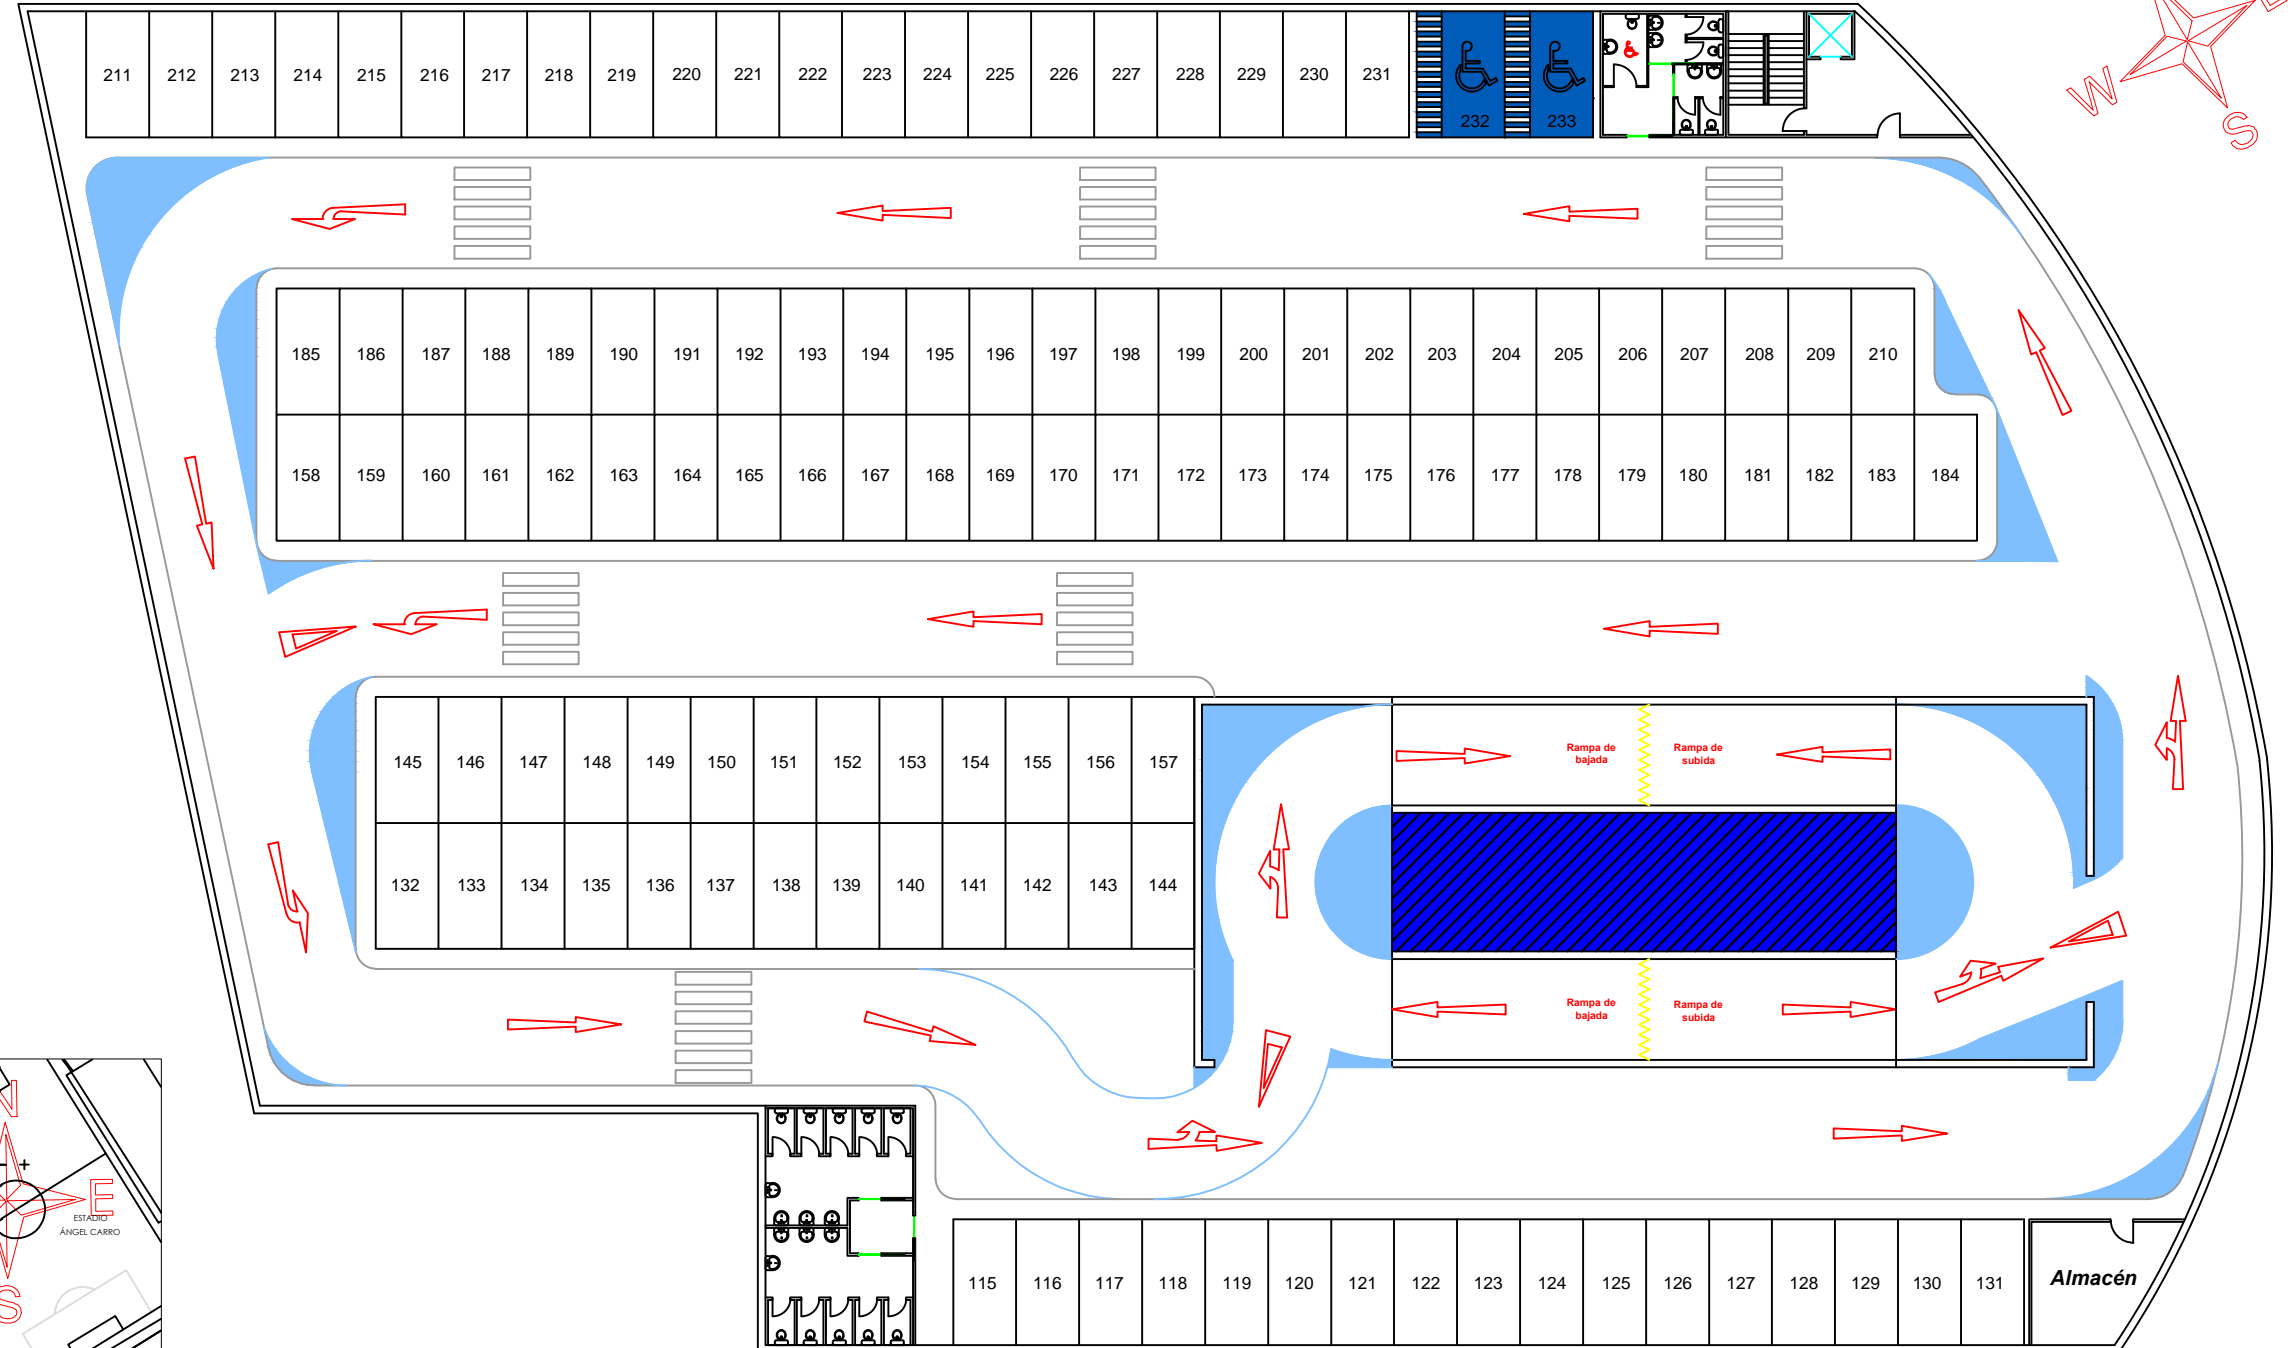 W
S
211 212 213 214 215 216 217 218 219 220 221 222 223 224 225 226 227 228 229 230 231 232 233
185 186 187 188 189 190 191 192 193 194 195 196 197 198 199 200 201 202 203 204 205 206 207 208 209 210
158 159 160 161 162 163 164 165 166 167 168 169 170 171 172 173 174 175 176 177 178 179 180 181 182 183 184
145 146 147 148 149 150 151 152 153 154 155 156 157
Rampa de
bajada
Rampa de
subida
132 133 134 135 136 137 138 139 140 141 142 143 144
Rampa de
bajada
Rampa de
subida
N
E
S
ESTADIO
ÁNGEL CARRO
115 116 117 118 119 120 121 122 123 124 125 126 127 128 129 130 131
Almacén